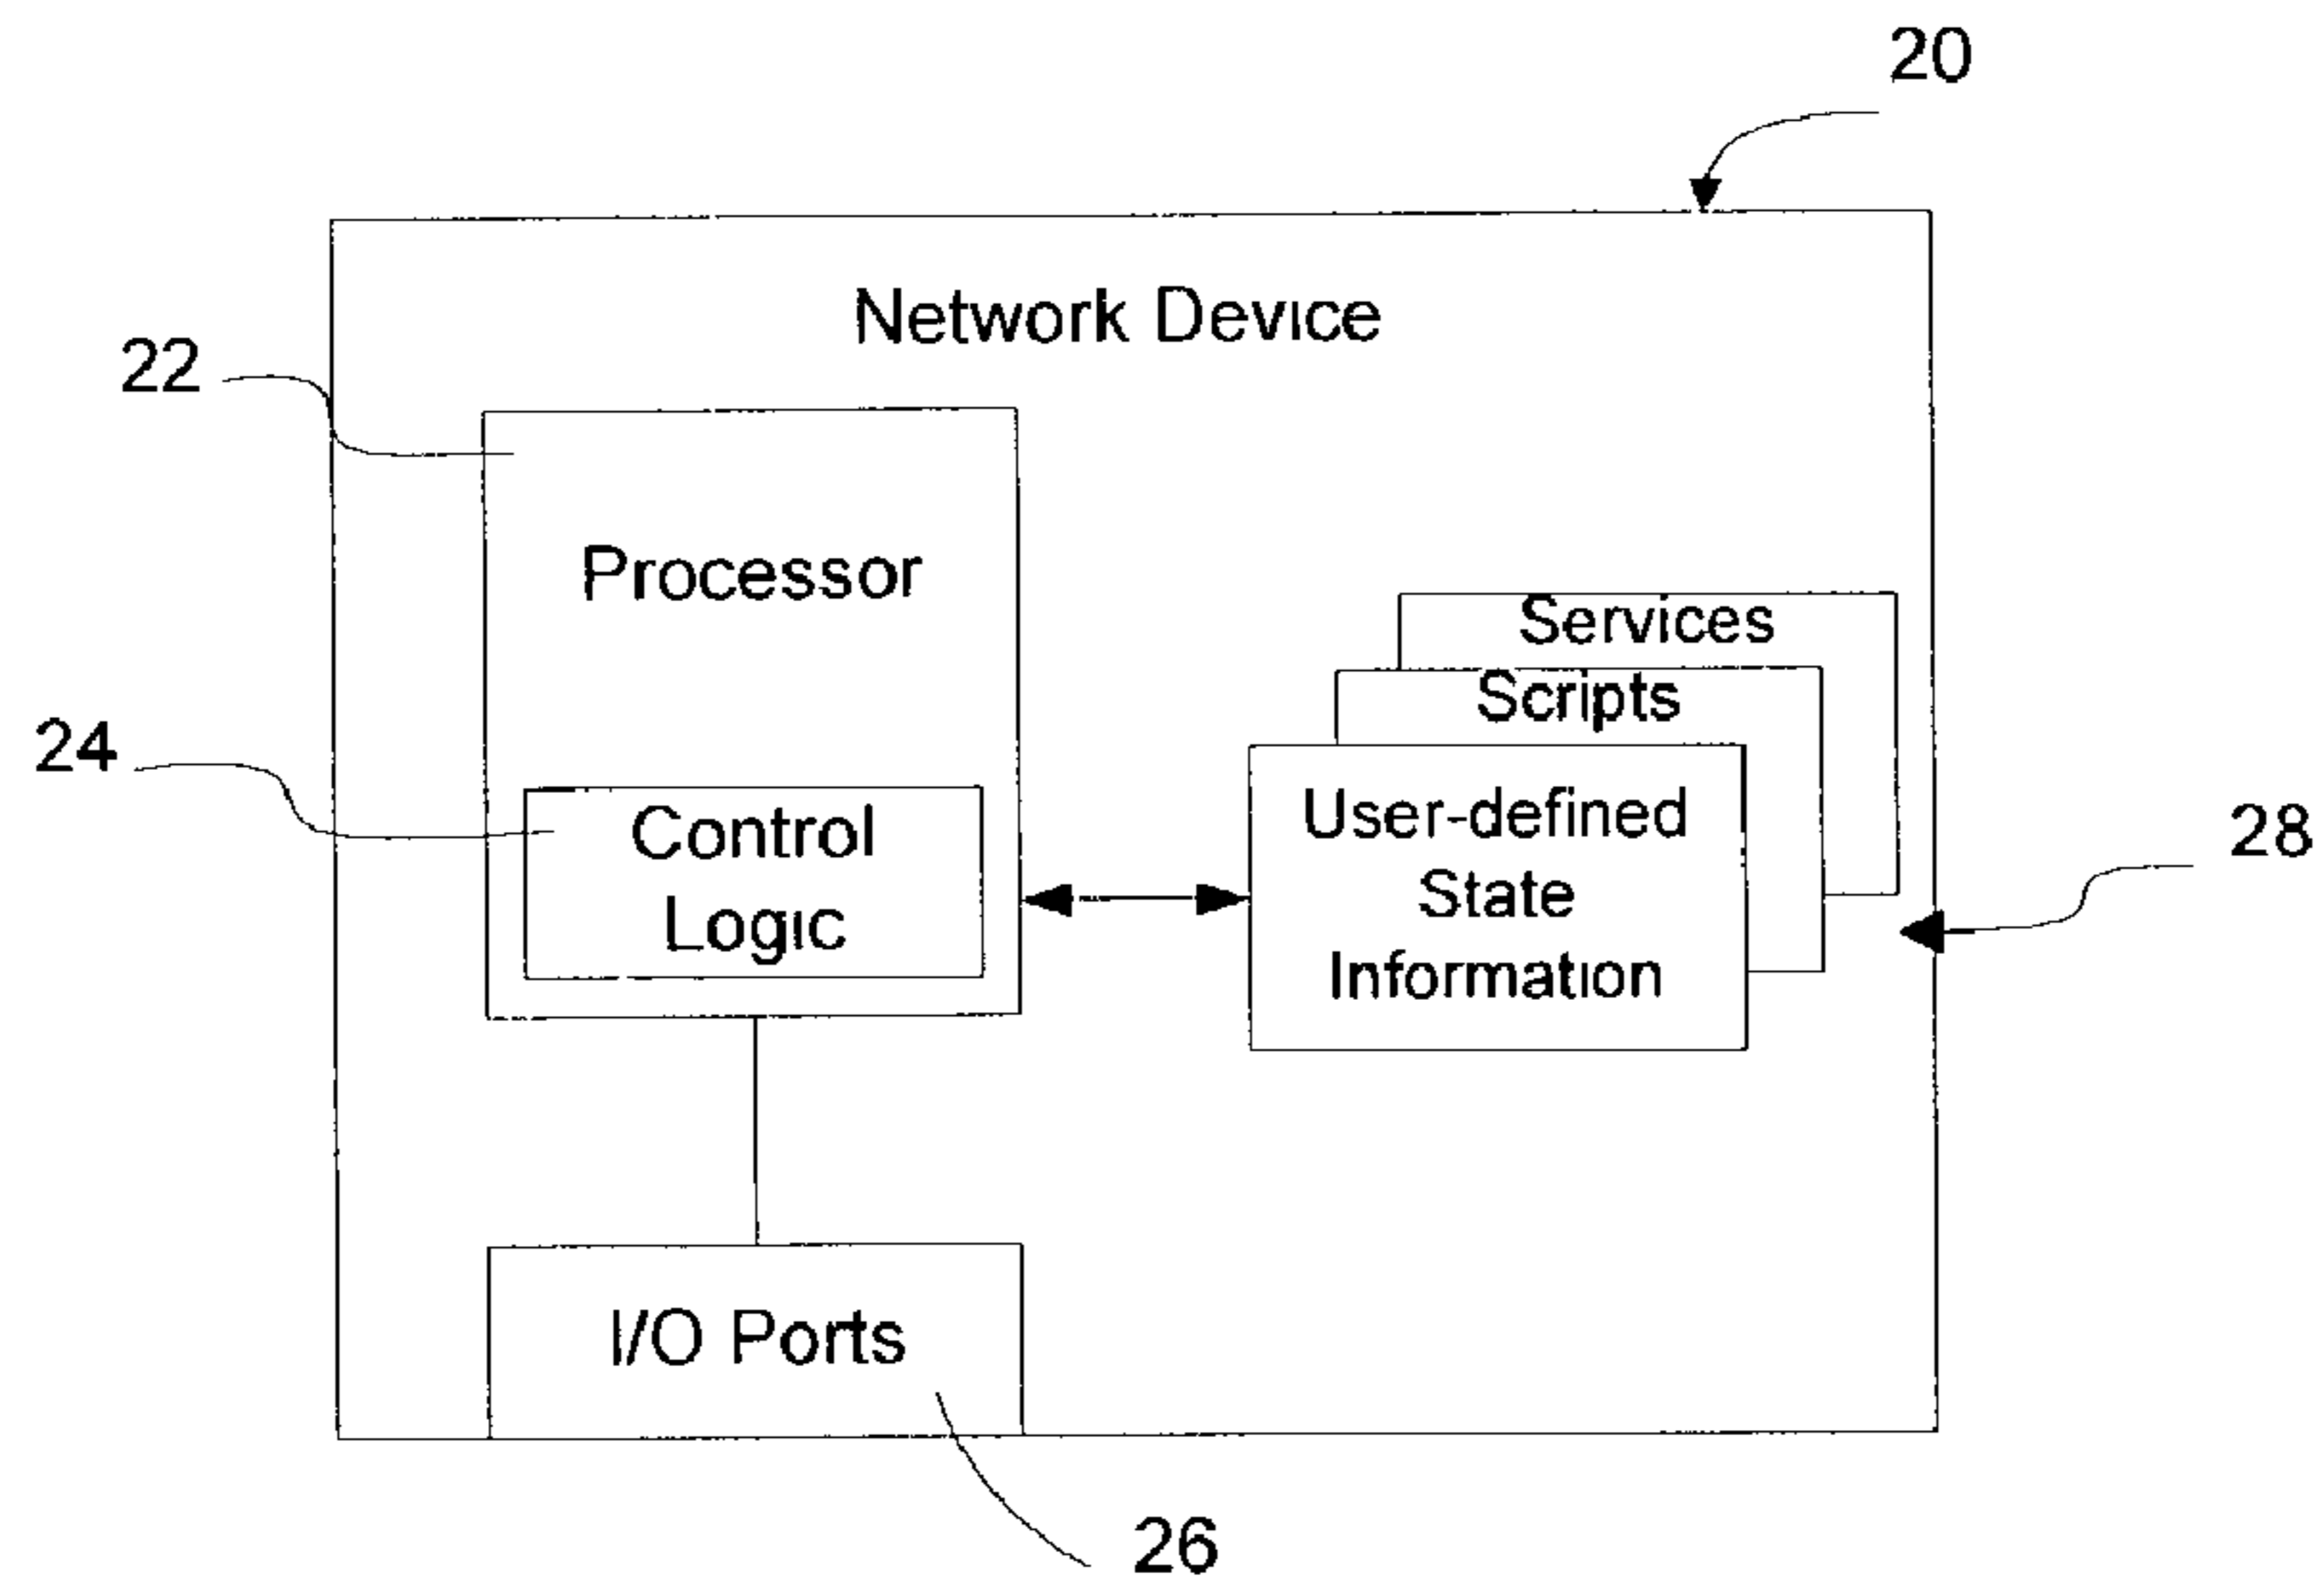 20
Network Device
22
Processor
Services
Scripts
24
Control
Logic
User-defined
State
Information
28
I/O Ports
26